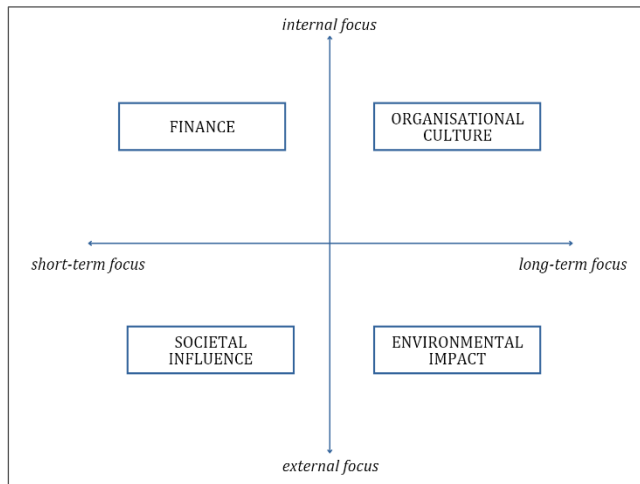 internal focus
FINANCE
ORGANISATIONAL
CULTURE
short-term focus
long-term focus
SOCIETAL
INFLUENCE
ENVIRONMENTAL
IMPACT
external focus